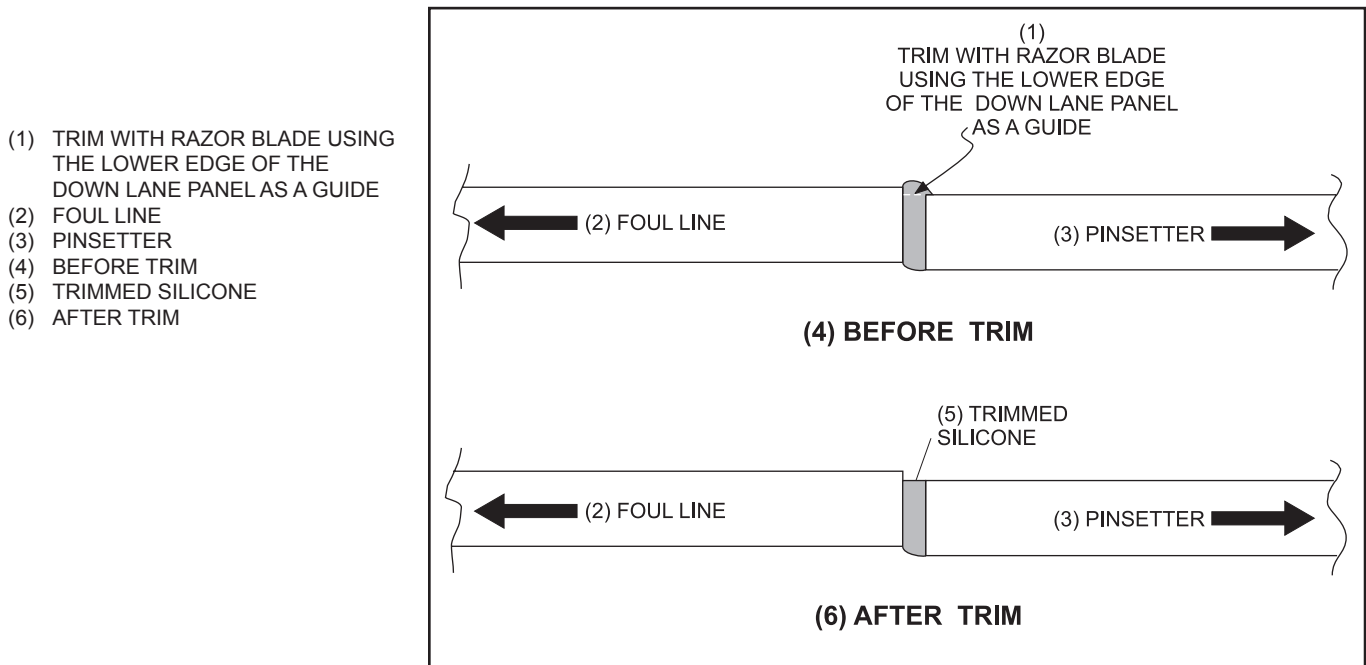 (1) TRIM WITH RAZOR BLADE USING
THE LOWER EDGE OF THE
DOWN LANE PANEL AS A GUIDE
(2) FOUL LINE
(3) PINSETTER
(4) BEFORE TRIM
(5) TRIMMED SILICONE
(6) AFTER TRIM
(1)
TRIM WITH RAZOR BLADE
USING THE LOWER EDGE
OF THE DOWN LANE PANEL
AS A GUIDE
(2) FOUL LINE
(3) PINSETTER
(4) BEFORE TRIM
(5) TRIMMED
SILICONE
(2) FOUL LINE
(3) PINSETTER
(6) AFTER TRIM